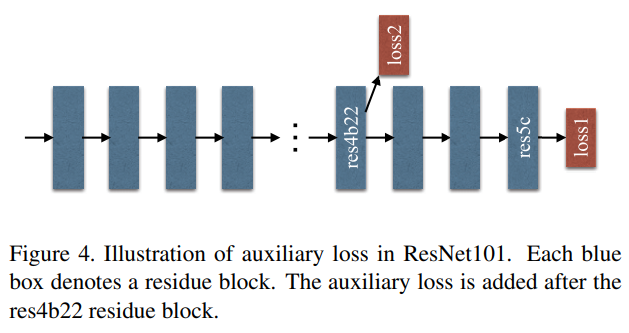 loss2
res4b22
res5c
loss1
Figure 4. Illustration of auxiliary loss in ResNet101. Each blue
box denotes a residue block. The auxiliary loss is added after the
res4b22 residue block.